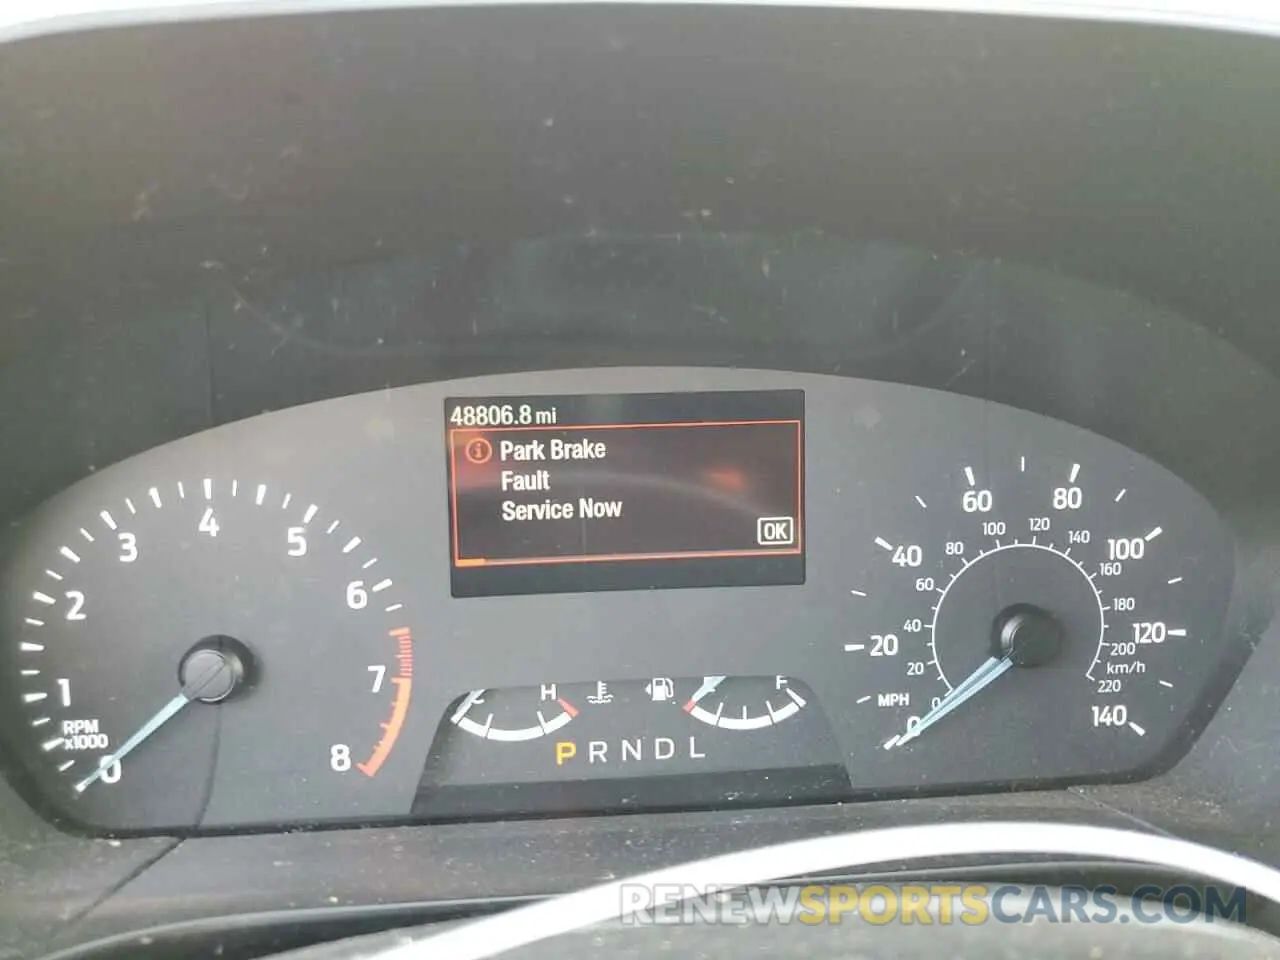 48806.8 mi
Park Brake
Fault
Service Now
OK
0 1 2 3 4 5 6 7 8
RPM
x1000
C H
E F
P R N D L
0 20 40 60 80 100 120 140
MPH
0 20 40 60 80 100 120 140 160 180 200 220
km/h
RENEWSPORTSCARS.COM